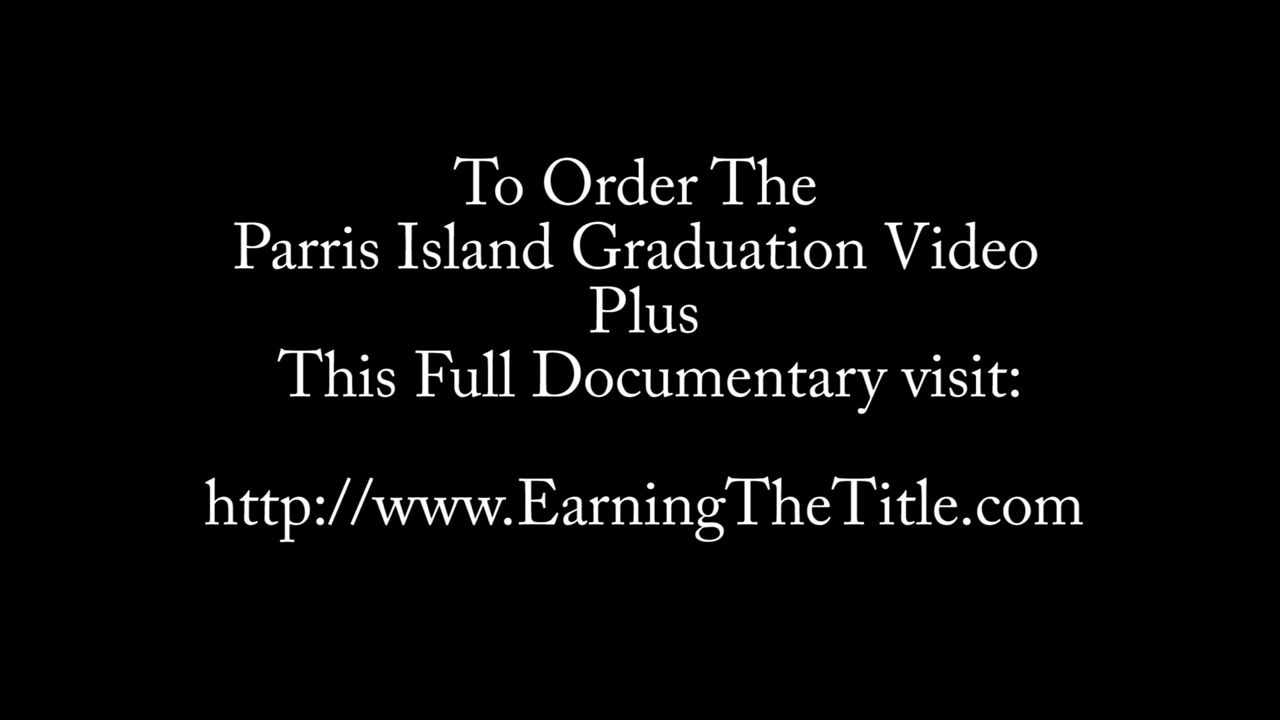 To Order The
Parris Island Graduation Video
Plus
This Full Documentary visit:
http://www.EarningTheTitle.com